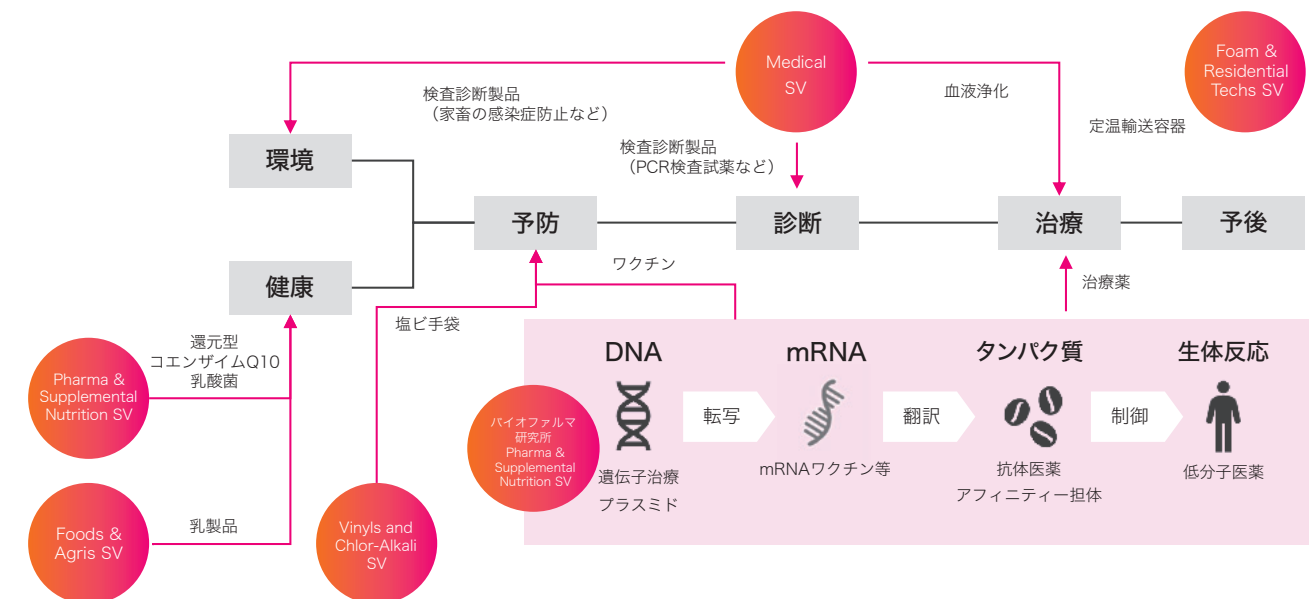 Medical
SV
Foam &
Residential
Techs SV
検査診断製品
（家畜の感染症防止など）
血液浄化
定温輸送容器
検査診断製品
（PCR検査試薬など）
環境
予防
診断
治療
予後
健康
ワクチン
治療薬
塩ビ手袋
還元型
コエンザイムQ10
乳酸菌
Pharma &
Supplemental
Nutrition SV
DNA
mRNA
タンパク質
生体反応
バイオファルマ
研究所
Pharma &
Supplemental
Nutrition SV
転写
翻訳
制御
遺伝子治療
プラスミド
mRNAワクチン等
抗体医薬
アフィニティー担体
低分子医薬
乳製品
Foods &
Agris SV
Vinyls and
Chlor-Alkali
SV